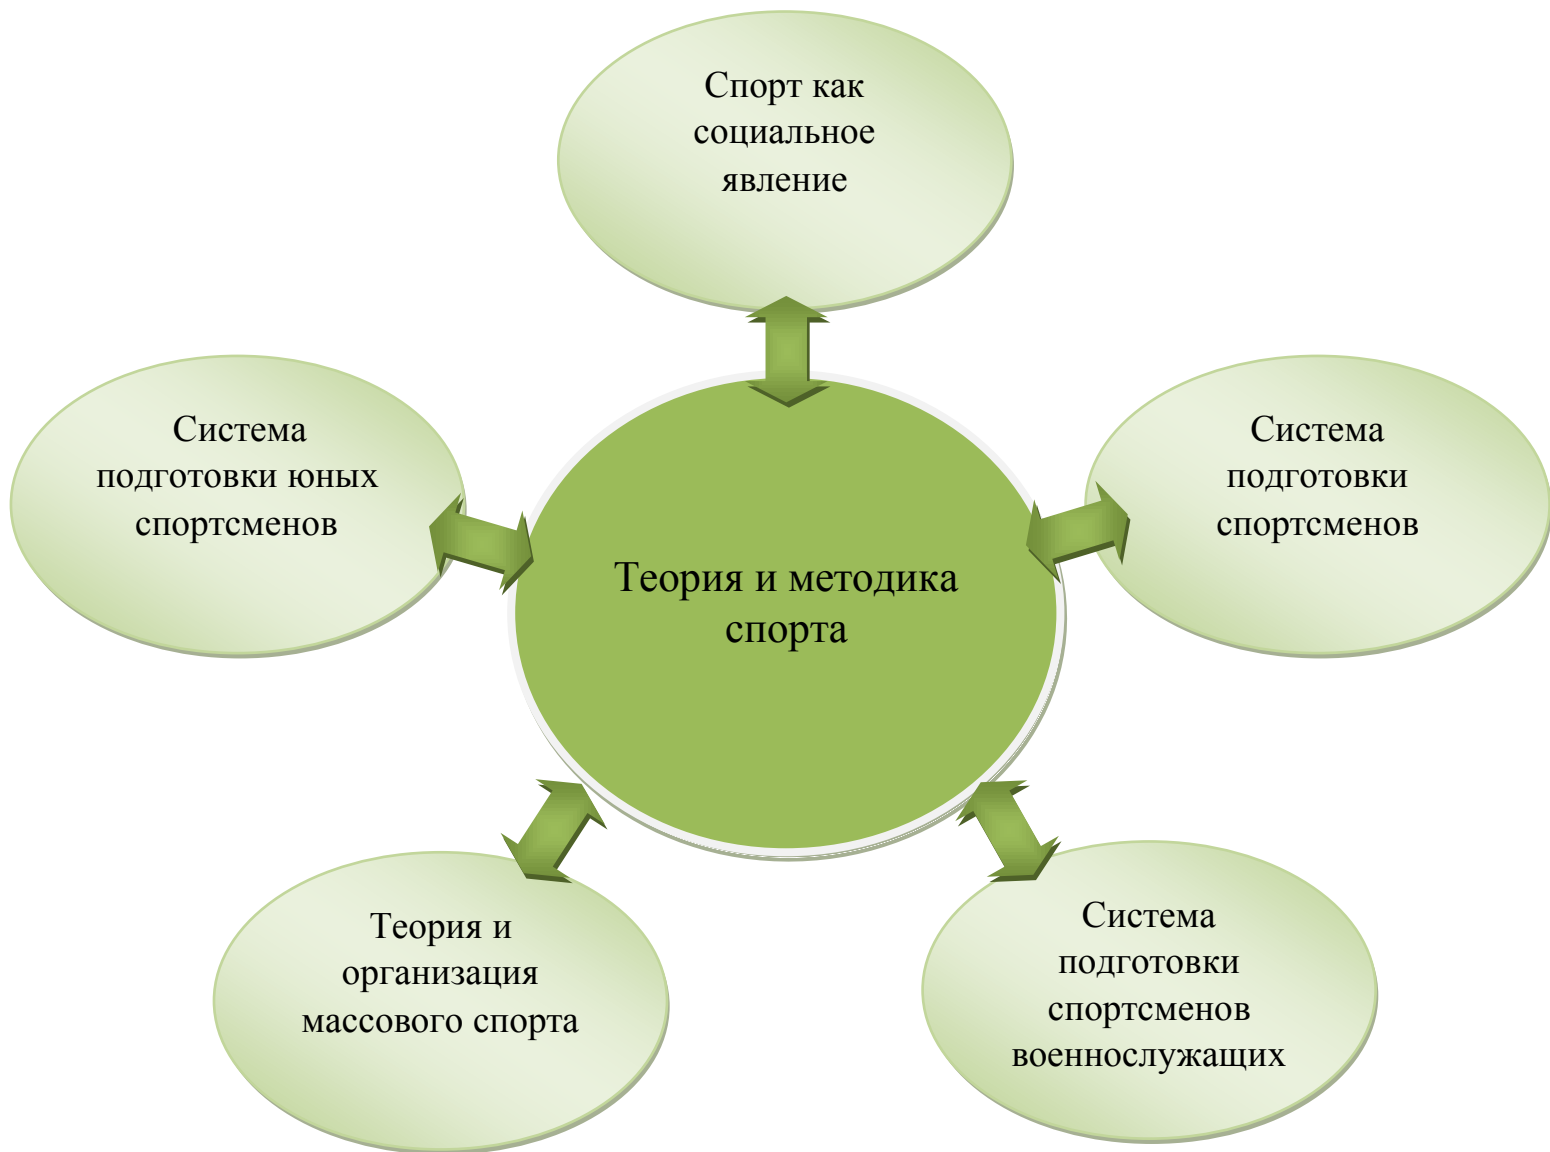 Спорт как
социальное
явление
Система
подготовки юных
спортсменов
Система
подготовки
спортсменов
Теория и методика
спорта
Теория и
организация
массового спорта
Система
подготовки
спортсменов
военнослужащих